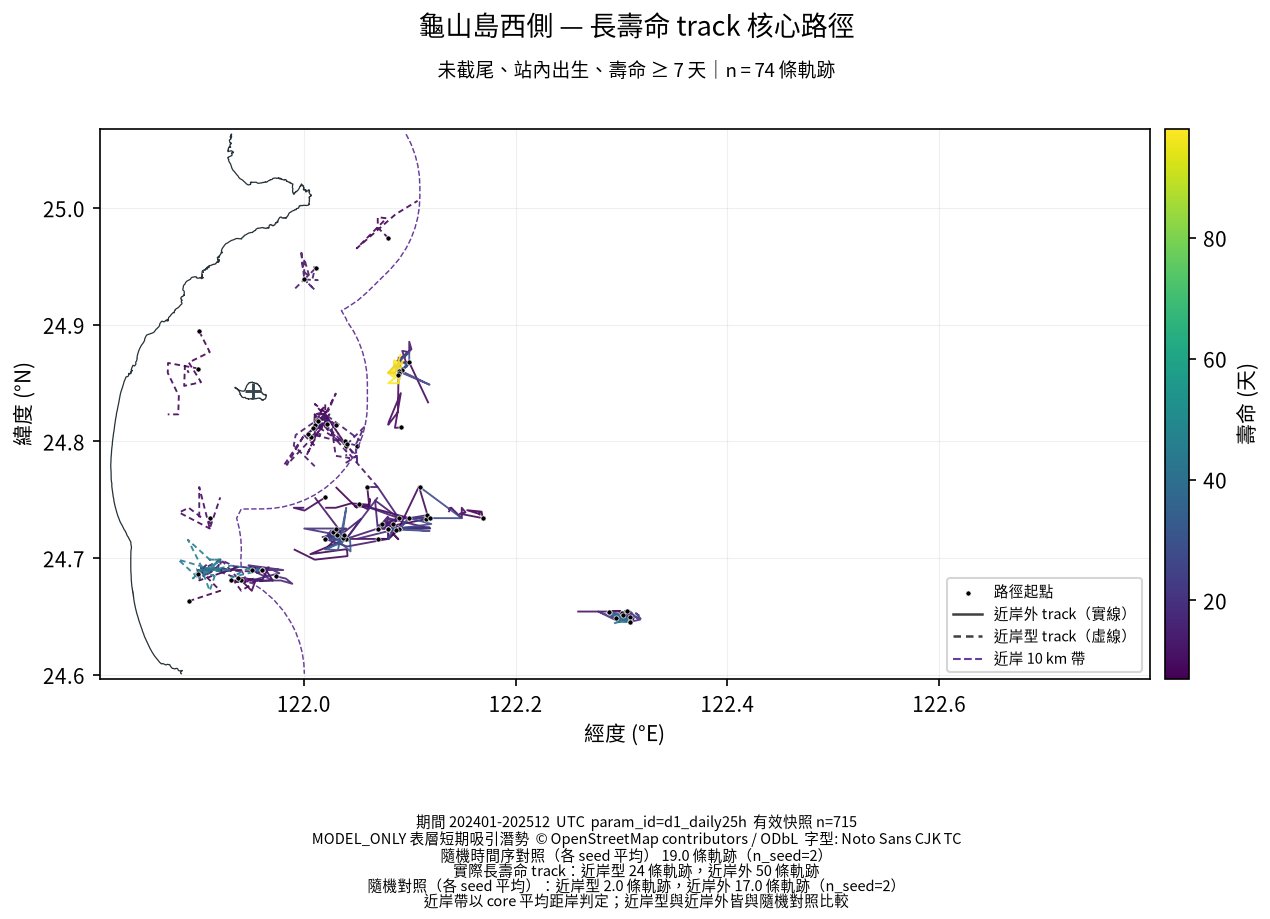 龜山島西側 — 長壽命 track 核心路徑
未截尾、站內出生、壽命 ≥ 7 天｜n = 74 條軌跡
25.0
24.9
24.8
24.7
24.6
緯度 (°N)
122.0
122.2
122.4
122.6
經度 (°E)
80
60
40
20
壽命 (天)
路徑起點
近岸外 track（實線）
近岸型 track（虛線）
近岸 10 km 帶
期間 202401-202512 UTC param_id=d1_daily25h 有效快照 n=715
MODEL_ONLY 表層短期吸引潛勢 © OpenStreetMap contributors / ODbL 字型: Noto Sans CJK TC
隨機時間序對照（各 seed 平均） 19.0 條軌跡（n_seed=2）
實際長壽命 track：近岸型 24 條軌跡，近岸外 50 條軌跡
隨機對照（各 seed 平均）：近岸型 2.0 條軌跡，近岸外 17.0 條軌跡（n_seed=2）
近岸帶以 core 平均距岸判定；近岸型與近岸外皆與隨機對照比較